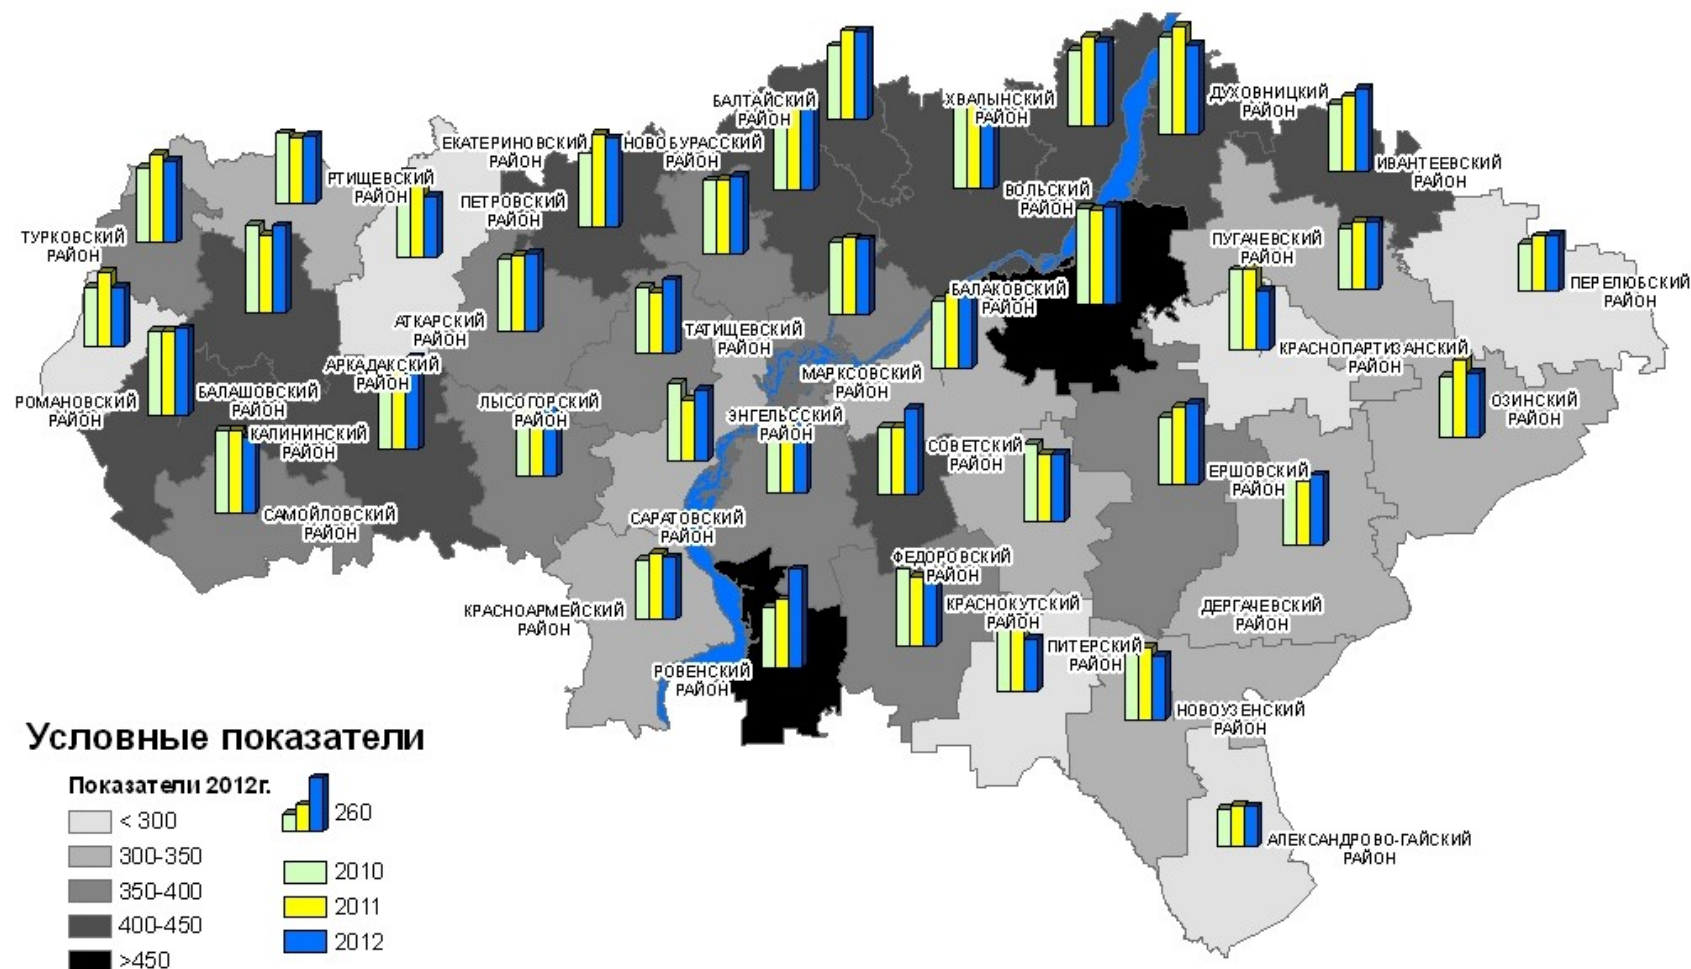 БАЛТАЙСКИЙ
РАЙОН
ХВАЛЫНСКИЙ
РАЙОН
ДУХОВНИЦКИЙ
РАЙОН
ЕКАТЕРИНОВСКИЙ
РАЙОН
НОВОБУРАССКИЙ
РАЙОН
ИВАНТЕЕВСКИЙ
РАЙОН
РТИЩЕВСКИЙ
РАЙОН
ПЕТРОВСКИЙ
РАЙОН
ВОЛЬСКИЙ
РАЙОН
ТУРКОВСКИЙ
РАЙОН
ПУГАЧЕВСКИЙ
РАЙОН
ПЕРЕЛЮБСКИЙ
РАЙОН
БАЛАКОВСКИЙ
РАЙОН
АТКАРСКИЙ
РАЙОН
ТАТИЩЕВСКИЙ
РАЙОН
КРАСНОПАРТИЗАНСКИЙ
РАЙОН
АРКАДАКСКИЙ
РАЙОН
МАРКСОВСКИЙ
РАЙОН
БАЛАШОВСКИЙ
РАЙОН
РОМАНОВСКИЙ
РАЙОН
ЛЫСОГОРСКИЙ
РАЙОН
ОЗИНСКИЙ
РАЙОН
ЭНГЕЛЬССКИЙ
РАЙОН
КАЛИНИНСКИЙ
РАЙОН
СОВЕТСКИЙ
РАЙОН
ЕРШОВСКИЙ
РАЙОН
САМОЙЛОВСКИЙ
РАЙОН
САРАТОВСКИЙ
РАЙОН
ФЕДОРОВСКИЙ
РАЙОН
КРАСНОАРМЕЙСКИЙ
РАЙОН
КРАСНОКУТСКИЙ
РАЙОН
ДЕРГАЧЕВСКИЙ
РАЙОН
ПИТЕРСКИЙ
РАЙОН
РОВЕНСКИЙ
РАЙОН
НОВОУЗЕНСКИЙ
РАЙОН
АЛЕКСАНДРОВО-ГАЙСКИЙ
РАЙОН
Условные показатели
Показатели 2012г.
< 300
300-350
350-400
400-450
>450
260
2010
2011
2012